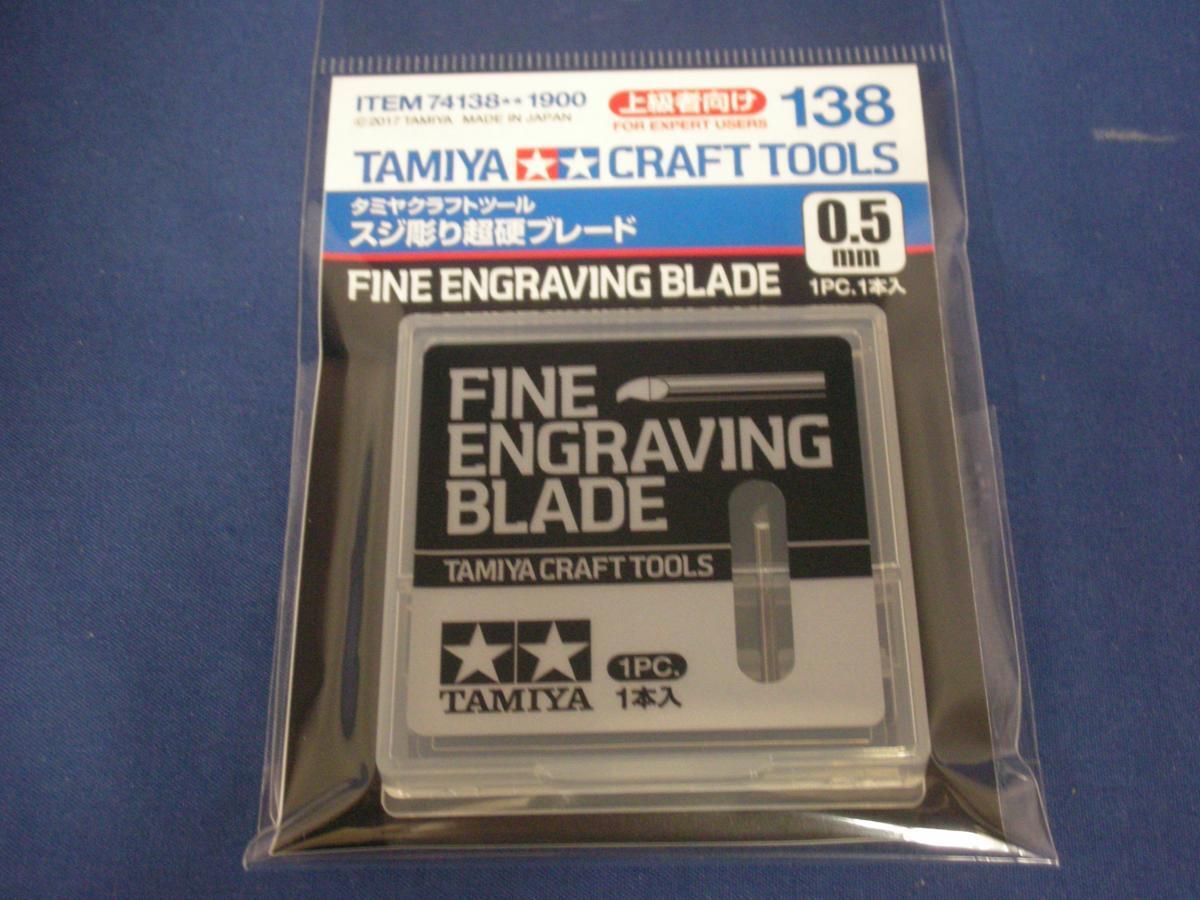 ITEM 74138** 1900
上級者向け
138
©2017 TAMIYA MADE IN JAPAN
FOR EXPERT USERS
TAMIYA CRAFT TOOLS
タミヤクラフトツール
スジ彫り超硬ブレード
0.5
mm
FINE ENGRAVING BLADE
1PC.1本入
FINE
ENGRAVING
BLADE
TAMIYA CRAFT TOOLS
1PC.
TAMIYA
1本入